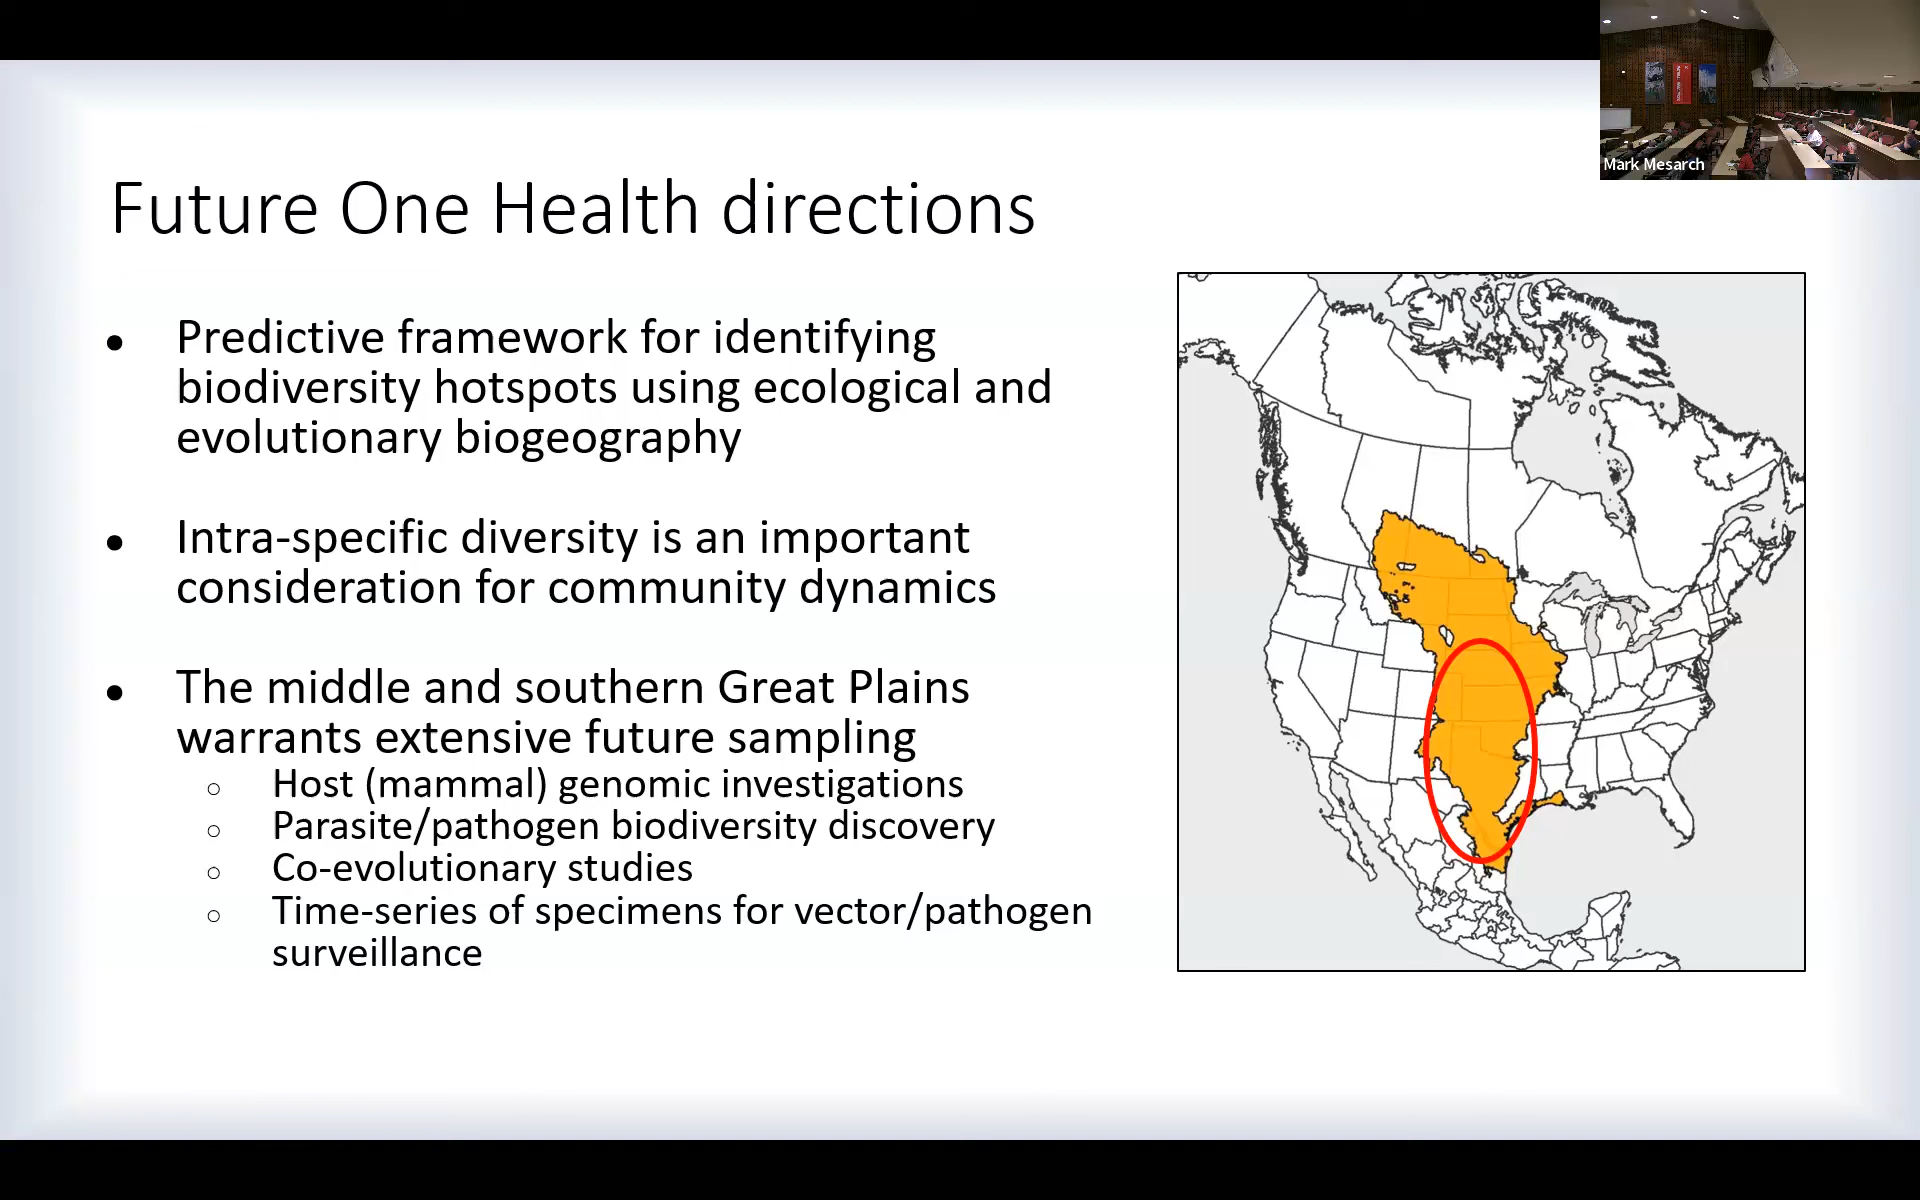 Mark Mesarch
Future One Health directions
● Predictive framework for identifying
biodiversity hotspots using ecological and
evolutionary biogeography
● Intra-specific diversity is an important
consideration for community dynamics
● The middle and southern Great Plains
warrants extensive future sampling
○ Host (mammal) genomic investigations
○ Parasite/pathogen biodiversity discovery
○ Co-evolutionary studies
○ Time-series of specimens for vector/pathogen
surveillance